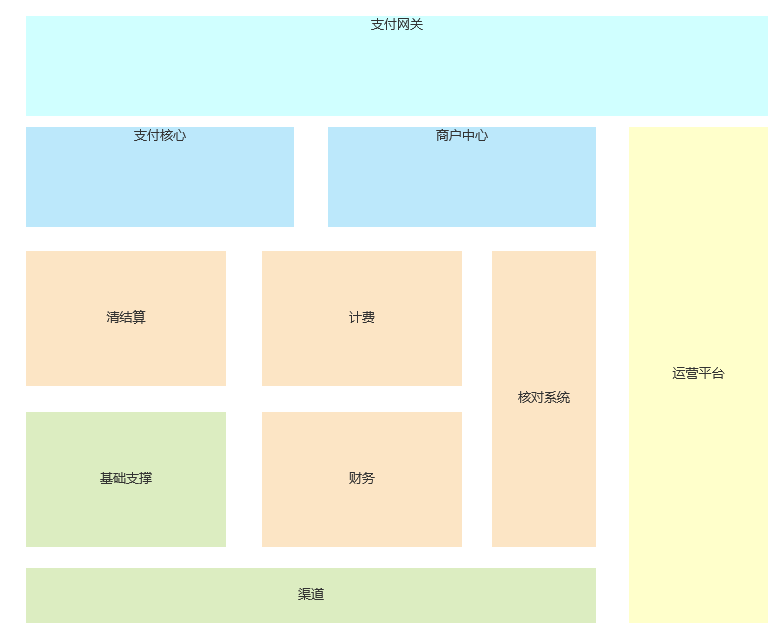 支付网关
支付核心
商户中心
清结算
计费
核对系统
运营平台
基础支撑
财务
渠道